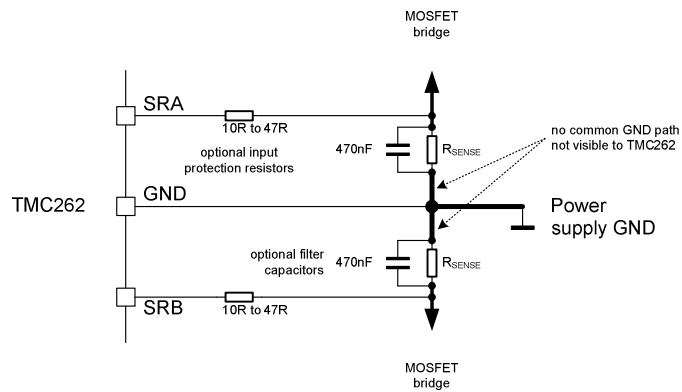 MOSFET
bridge
SRA
10R to 47R
470nF
RSENSE
no common GND path
not visible to TMC262
optional input
protection resistors
TMC262
GND
Power
supply GND
optional filter
capacitors
470nF
RSENSE
SRB
10R to 47R
MOSFET
bridge